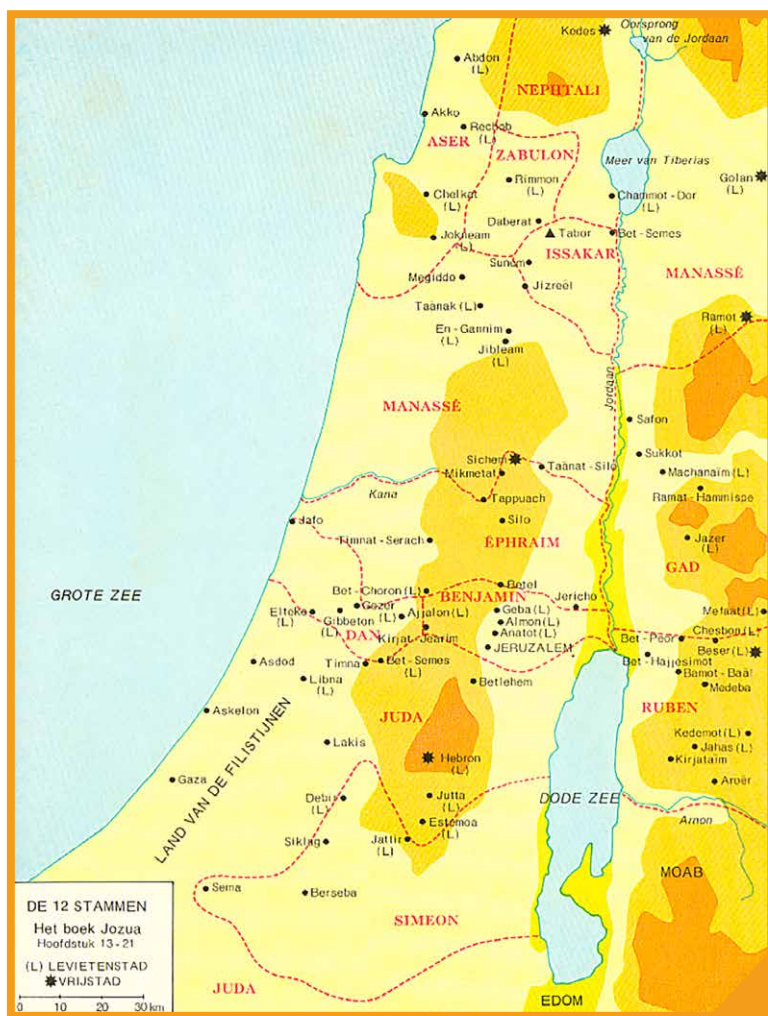 Oorsprong
van de Jordaan
Kedes
Abdon
(L)
NEPHTALI
Akko
Rechob
(L)
ASER
ZABULON
Meer van Tiberias
Golan
(L)
Rimmon
(L)
Chelkat
(L)
Chammot-Dor
(L)
Daberat
Tabor
Bet-Semes
Jokneam
(L)
ISSAKAR
Sunem
MANASSÉ
Megiddo
Jizreël
Taänak (L)
Ramot
(L)
En-Gannim
(L)
Jibleam
(L)
Jordaan
MANASSÉ
Safon
Sichem
Sukkot
Mikmetat
Taänat-Silo
Machanaïm (L)
Kana
Tappuach
Ramat-Hammispe
Jafo
Silo
Timnat-Serach
ÉPHRAIM
Jazer
(L)
GAD
GROTE ZEE
Bet-Choron (L)
Betel
BENJAMIN
Jericho
Elteke
(L)
Gezer
(L)
Gibbeton
(L)
Ajjalon (L)
Geba (L)
Mefaat (L)
Almon (L)
DAN
Kirjat-Jearim
Anatot (L)
Bet-Peor
Chesbon (L)
JERUZALEM
Beser (L)
Asdod
Timna
Bet-Semes
(L)
Bet-Hajjesimot
Bamot-Baäl
Libna
(L)
Betlehem
Medeba
Askelon
JUDA
RUBEN
LAND VAN DE FILISTIJNEN
Lakis
Kedemot (L)
Jahas (L)
Hebron
(L)
Kirjataïm
Gaza
Aroër
Debir
(L)
Jutta
(L)
DODE ZEE
Estemoa
(L)
Arnon
Siklag
Jattir
(L)
MOAB
Sema
Berseba
SIMEON
DE 12 STAMMEN
Het boek Jozua
Hoofdstuk 13-21
(L) LEVIETENSTAD
VRIJSTAD
0 10 20 30 km
JUDA
EDOM